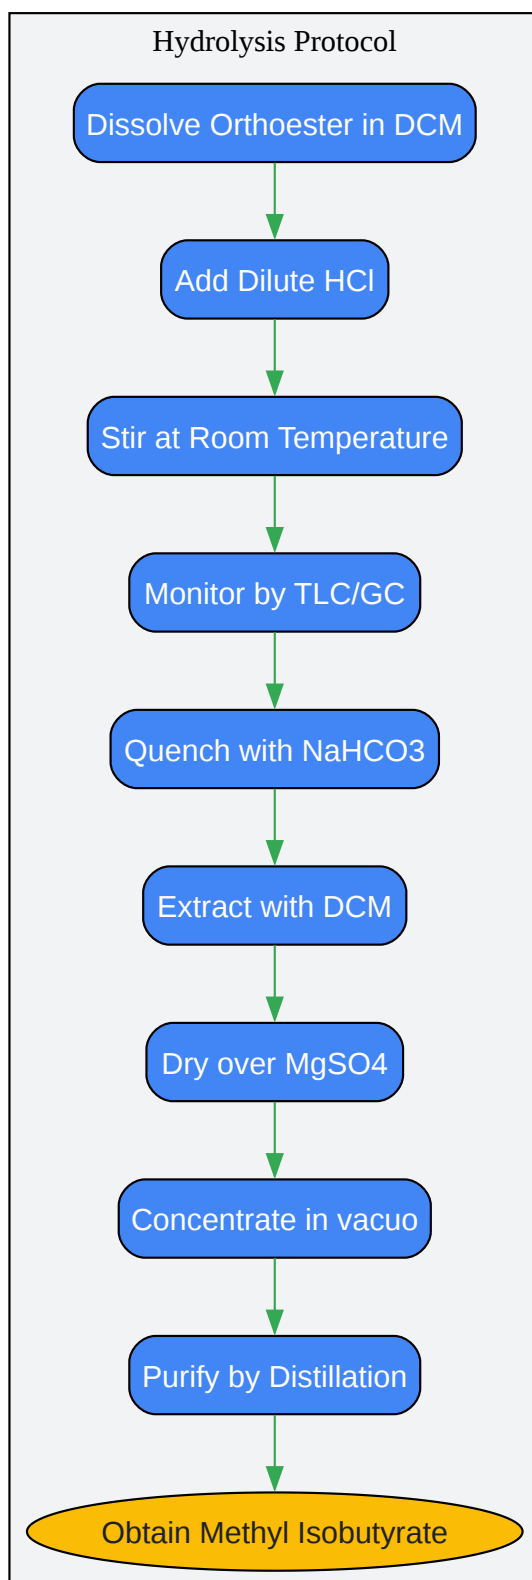 Hydrolysis Protocol
Dissolve Orthoester in DCM
Add Dilute HCl
Stir at Room Temperature
Monitor by TLC/GC
Quench with NaHCO3
Extract with DCM
Dry over MgSO4
Concentrate in vacuo
Purify by Distillation
Obtain Methyl Isobutyrate